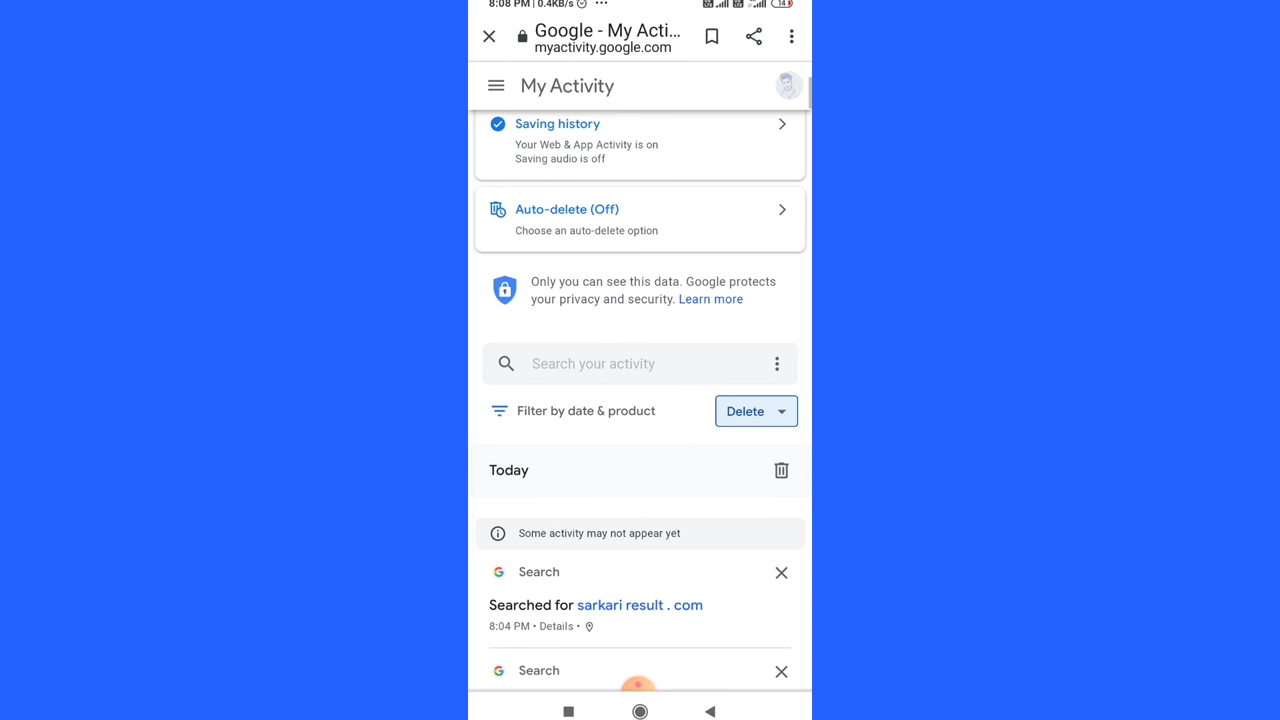 8:08 PM | 0.4KB/s ...
14
Google - My Acti...
myactivity.google.com
My Activity
Saving history
Your Web & App Activity is on
Saving audio is off
Auto-delete (Off)
Choose an auto-delete option
Only you can see this data. Google protects
your privacy and security. Learn more
Search your activity
Filter by date & product
Delete
Today
Some activity may not appear yet
Search
Searched for sarkari result . com
8:04 PM • Details •
Search